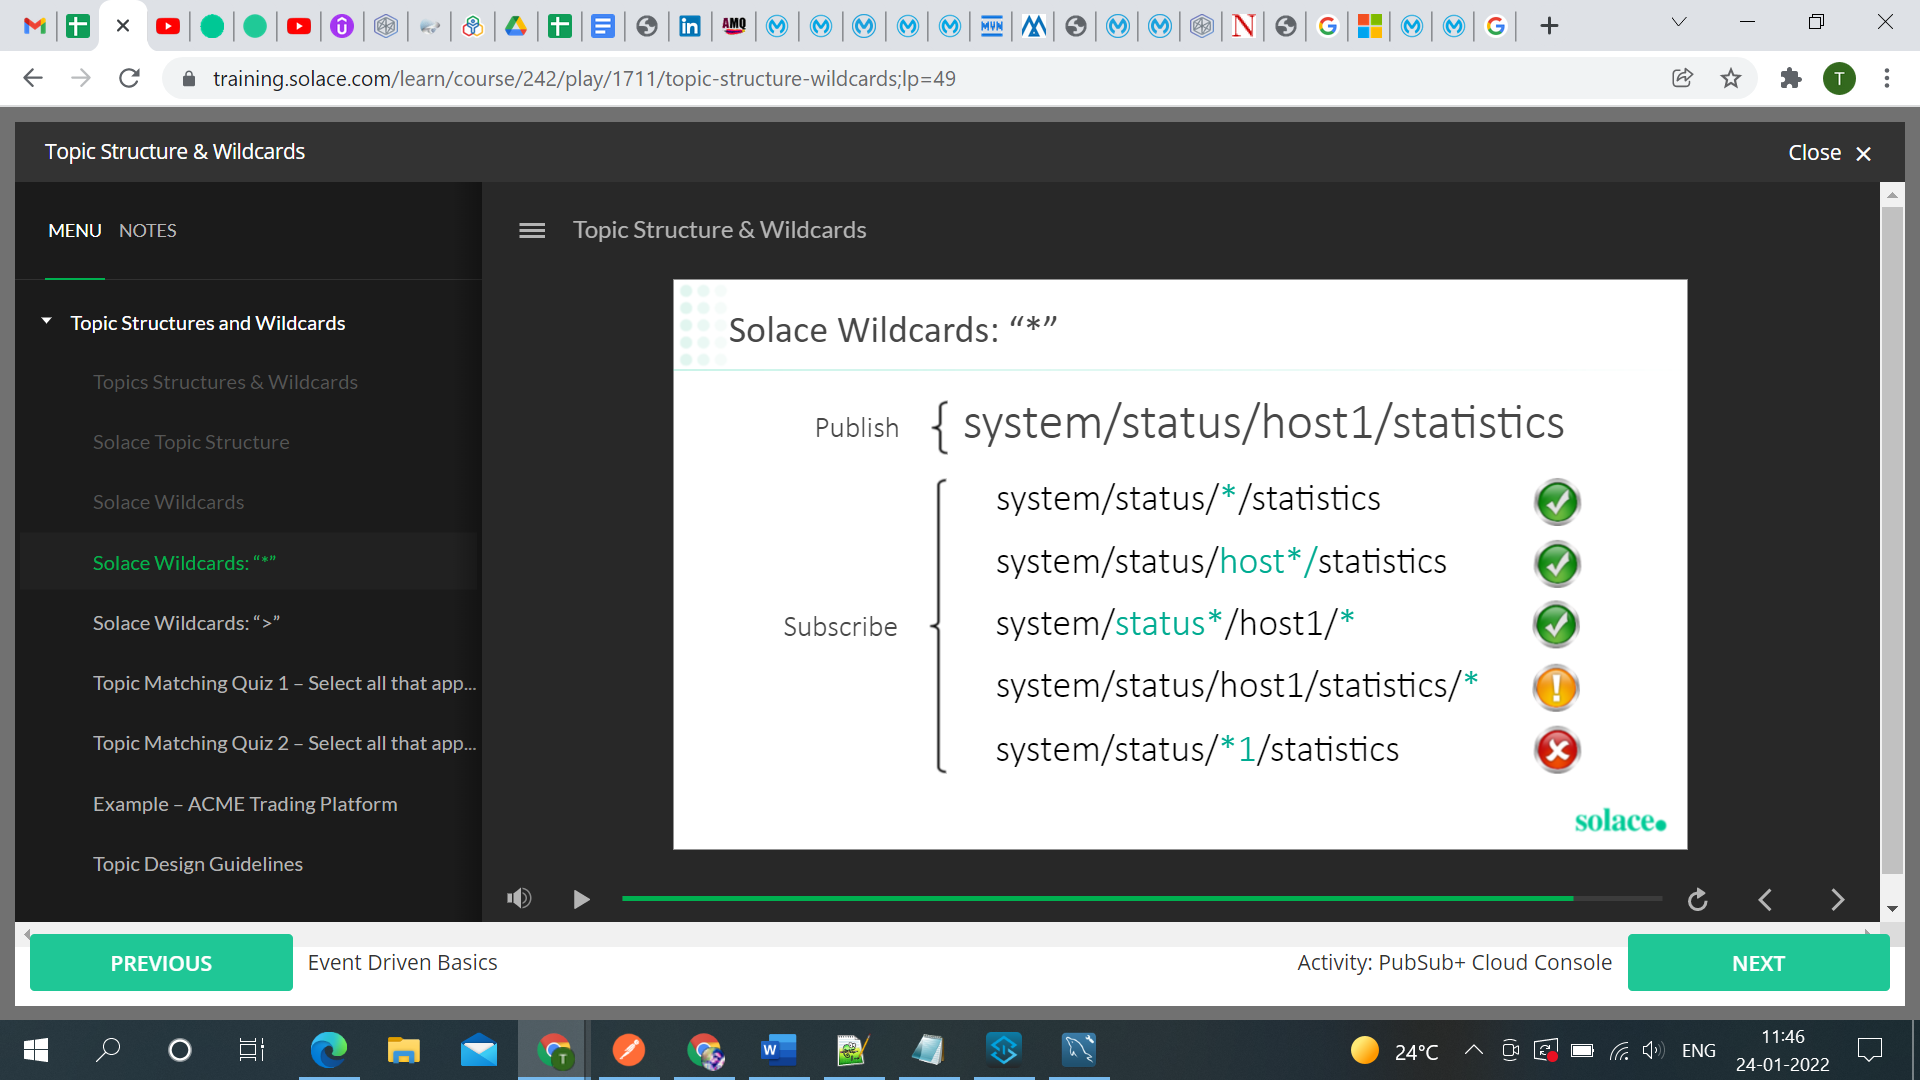 training.solace.com/learn/course/242/play/1711/topic-structure-wildcards;lp=49
T
Topic Structure & Wildcards
Close ×
MENU NOTES
Topic Structure & Wildcards
Topic Structures and Wildcards
Topics Structures & Wildcards
Solace Topic Structure
Solace Wildcards
Solace Wildcards: “*”
Solace Wildcards: “>”
Topic Matching Quiz 1 – Select all that app...
Topic Matching Quiz 2 – Select all that app...
Example – ACME Trading Platform
Topic Design Guidelines
Solace Wildcards: “*”
Publish { system/status/host1/statistics
system/status/*/statistics
system/status/host*/statistics
Subscribe
system/status*/host1/*
system/status/host1/statistics/*
system/status/*1/statistics
solace.
PREVIOUS Event Driven Basics
Activity: PubSub+ Cloud Console NEXT
24°C ENG
11:46
24-01-2022